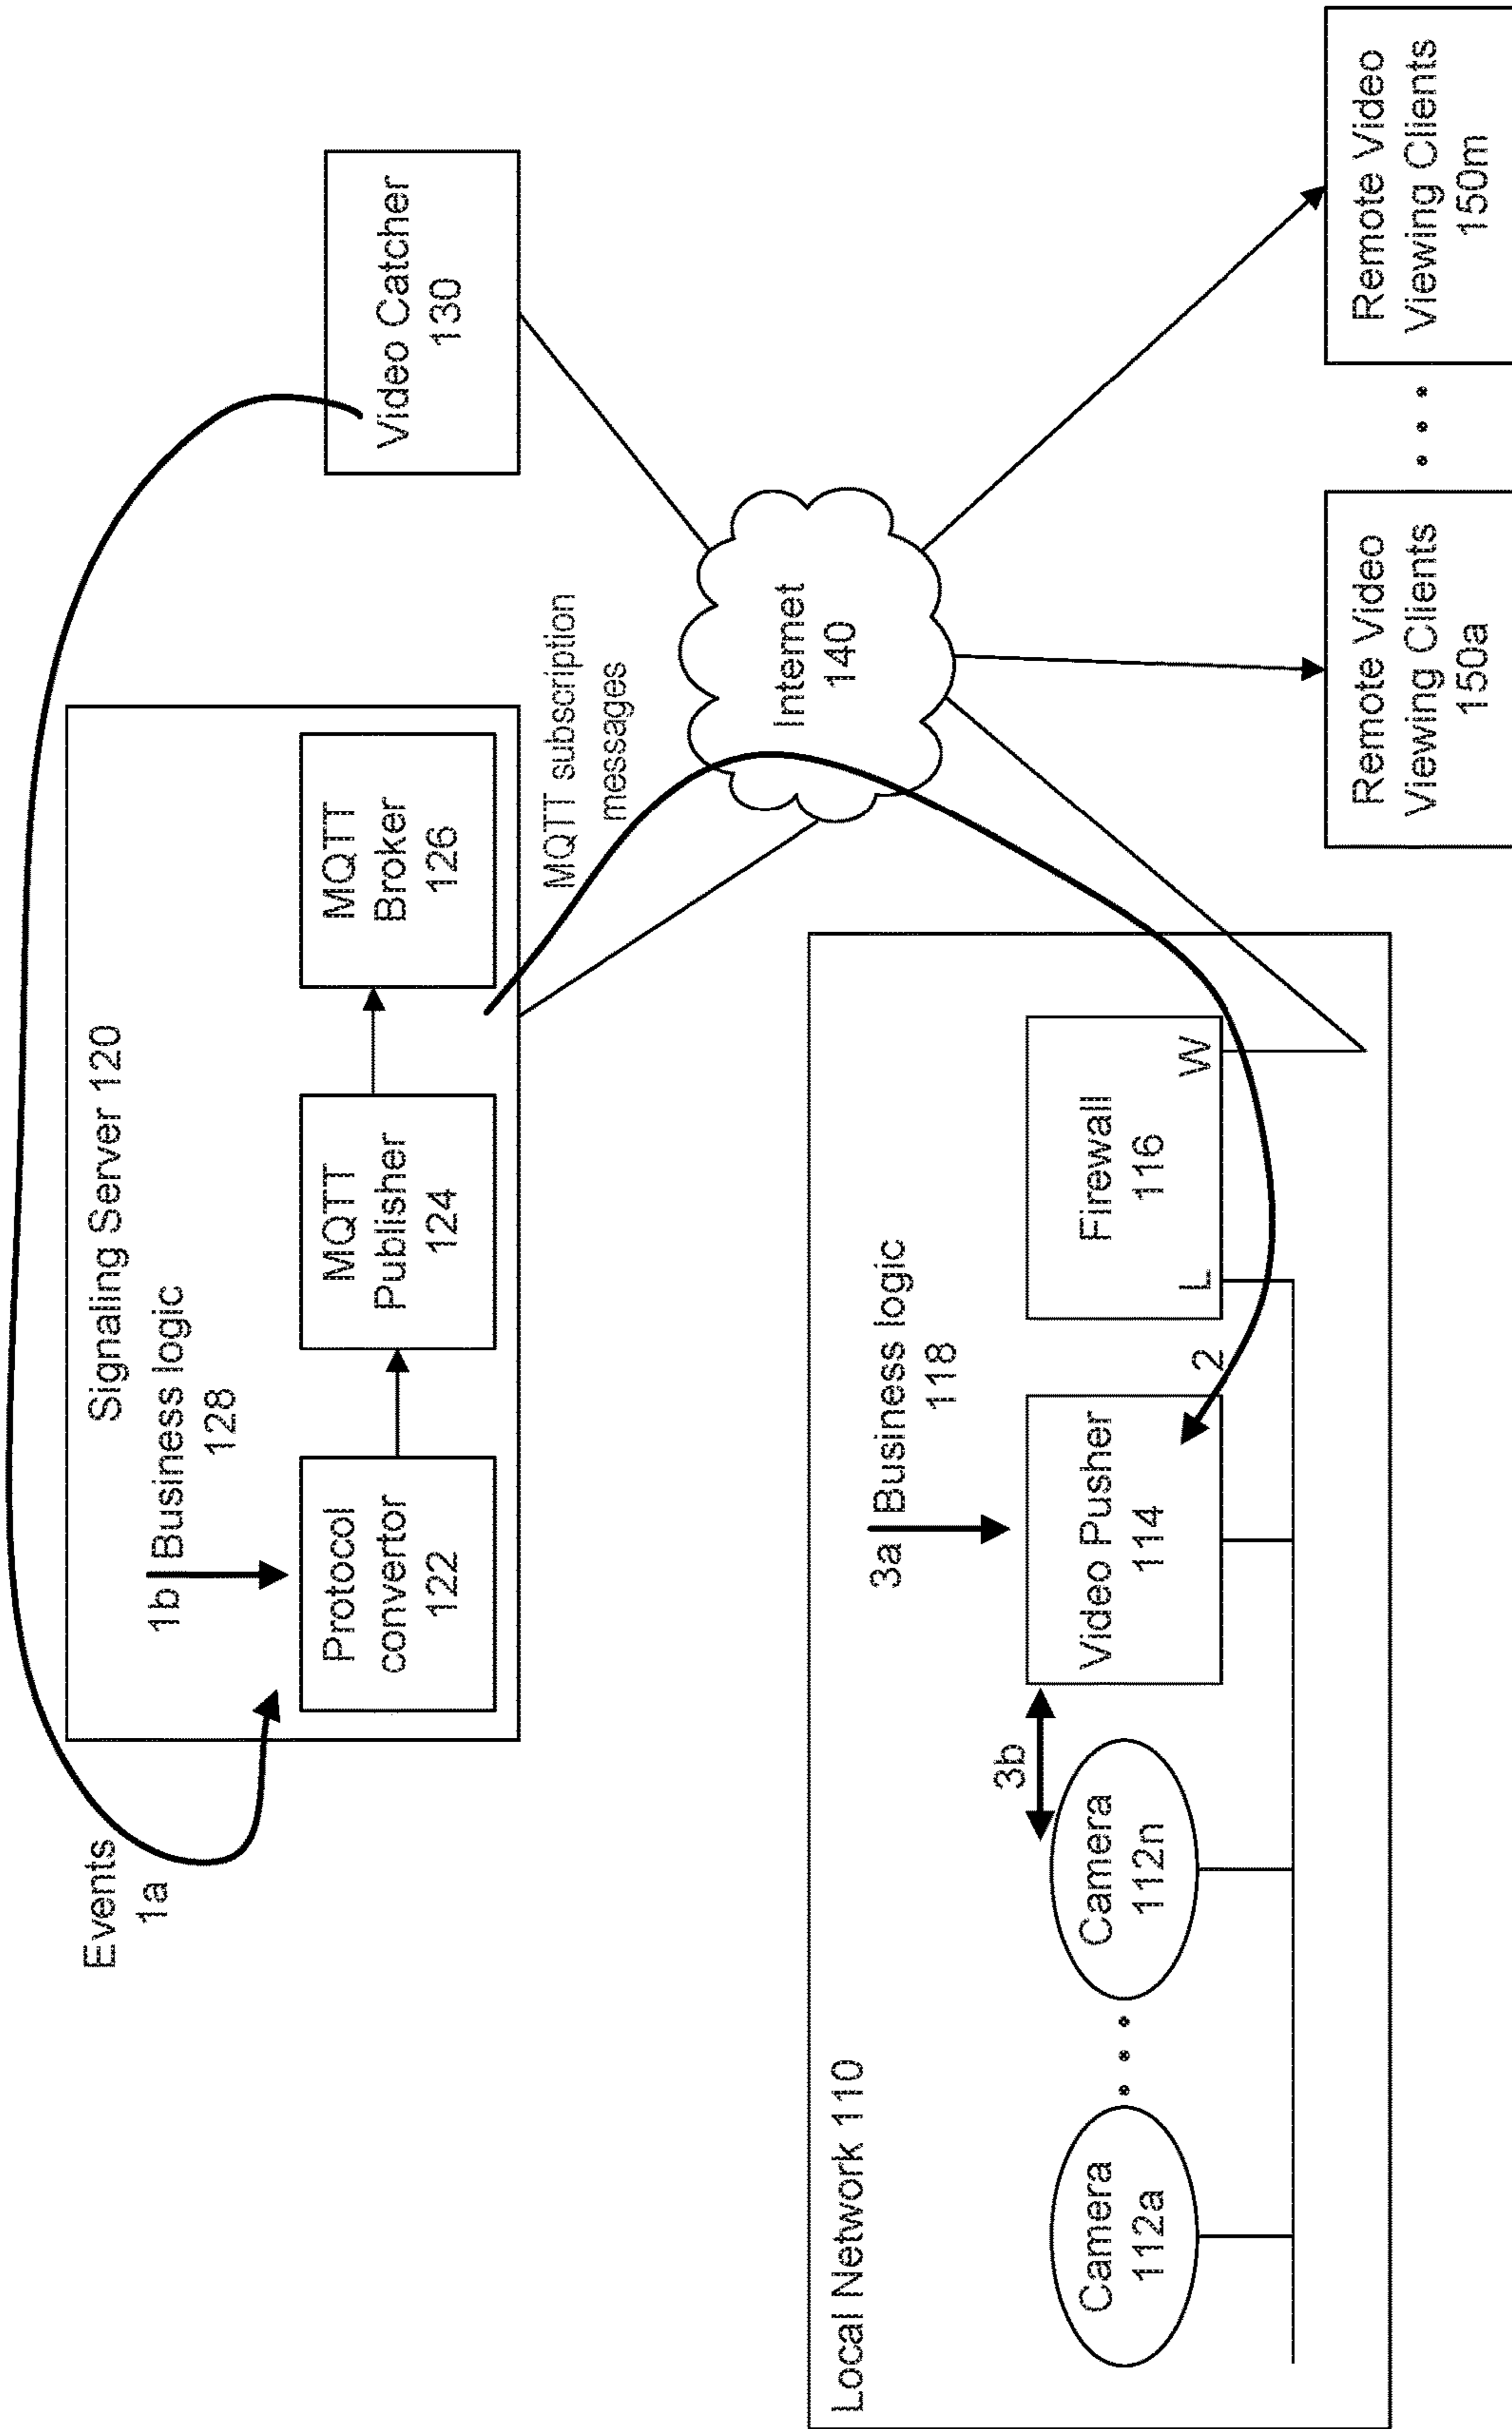 Events
1a
Signaling Server 120
1b Business logic
128
Protocol
convertor
122
MQTT
Publisher
124
MQTT
Broker
126
Video Catcher
130
MQTT subscription
messages
Internet
140
Local Network 110
3a Business logic
118
Camera
112a
Camera
112n
3b
Video Pusher
114
2
Firewall
116
L
W
Remote Video
Viewing Clients
150a
Remote Video
Viewing Clients
150m